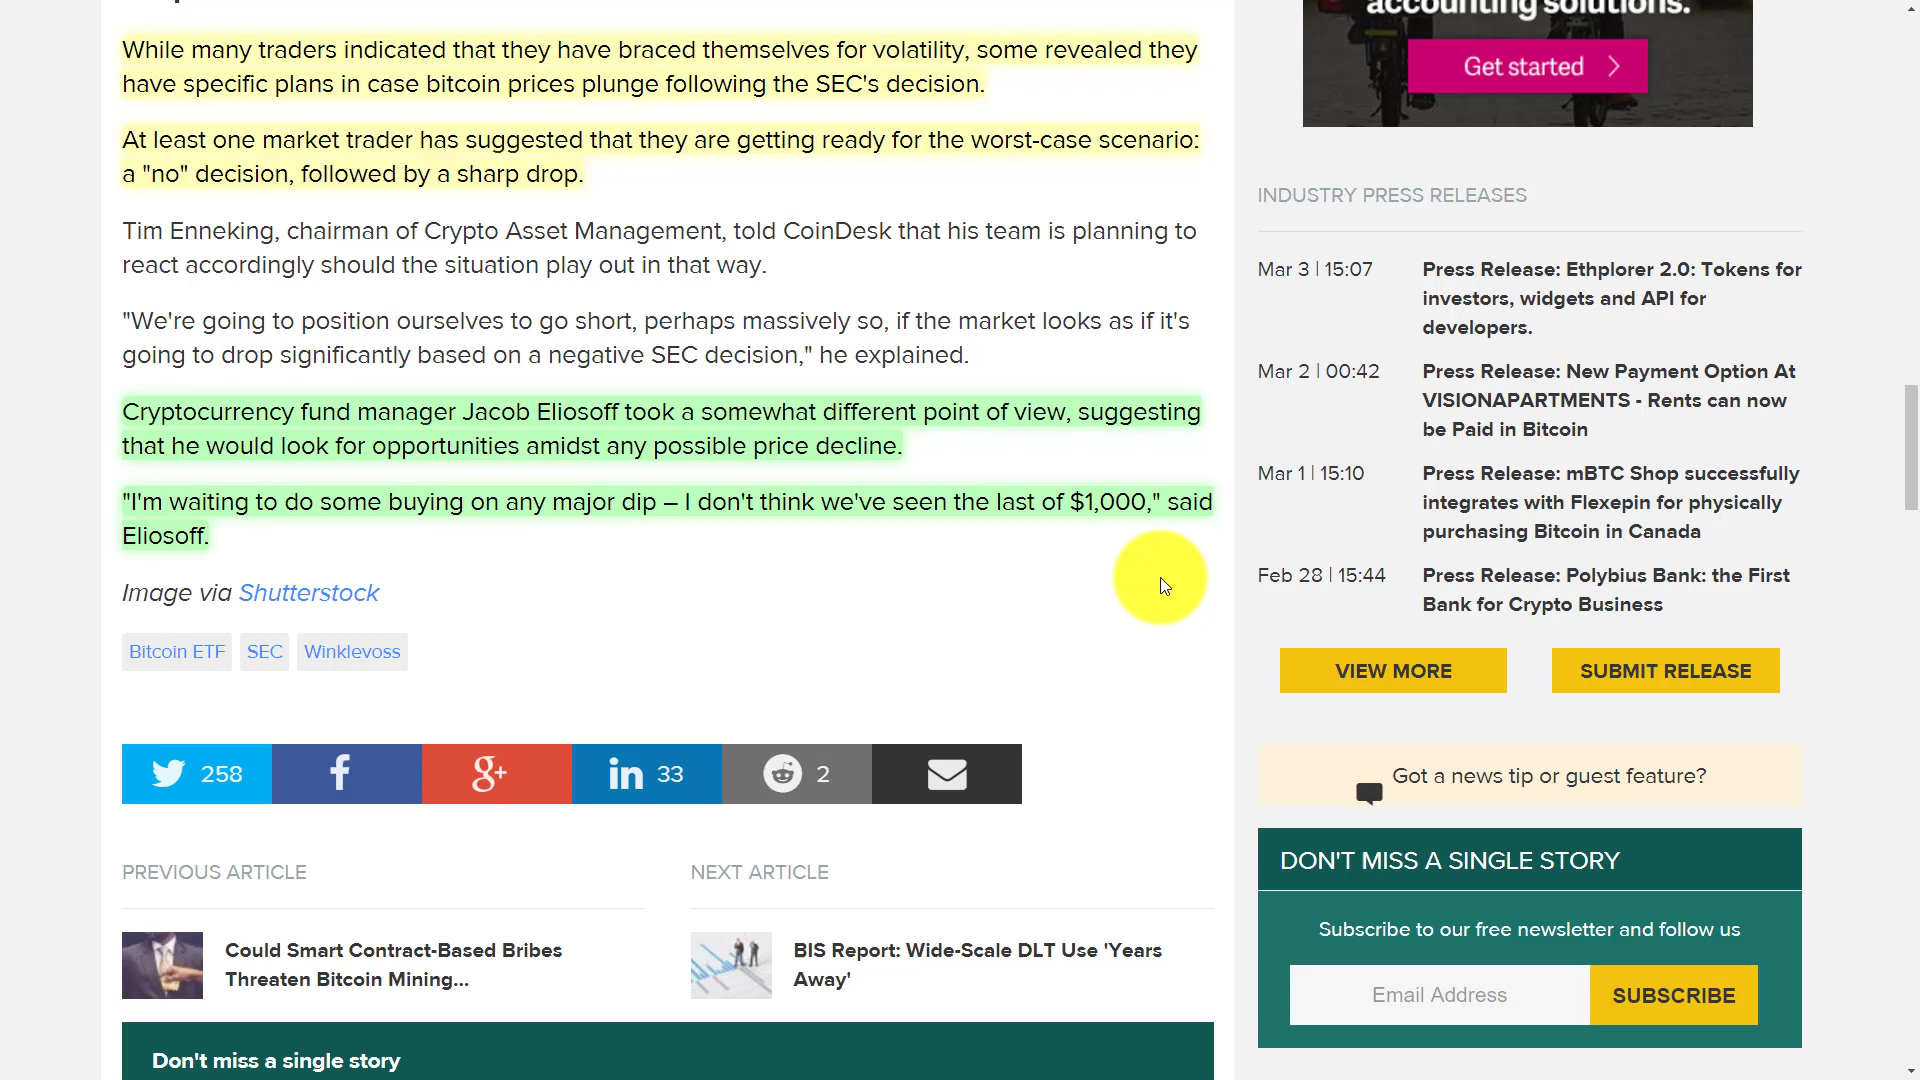 While many traders indicated that they have braced themselves for volatility, some revealed they
have specific plans in case bitcoin prices plunge following the SEC's decision.
At least one market trader has suggested that they are getting ready for the worst-case scenario:
a "no" decision, followed by a sharp drop.
Tim Enneking, chairman of Crypto Asset Management, told CoinDesk that his team is planning to
react accordingly should the situation play out in that way.
"We're going to position ourselves to go short, perhaps massively so, if the market looks as if it's
going to drop significantly based on a negative SEC decision," he explained.
Cryptocurrency fund manager Jacob Eliosoff took a somewhat different point of view, suggesting
that he would look for opportunities amidst any possible price decline.
"I'm waiting to do some buying on any major dip – I don't think we've seen the last of $1,000," said
Eliosoff.
Image via Shutterstock
Bitcoin ETF SEC Winklevoss
258 33 2
PREVIOUS ARTICLE
Could Smart Contract-Based Bribes
Threaten Bitcoin Mining...
NEXT ARTICLE
BIS Report: Wide-Scale DLT Use 'Years
Away'
Don't miss a single story
accounting solutions.
Get started
INDUSTRY PRESS RELEASES
Mar 3 | 15:07 Press Release: Ethplorer 2.0: Tokens for
investors, widgets and API for
developers.
Mar 2 | 00:42 Press Release: New Payment Option At
VISIONAPARTMENTS - Rents can now
be Paid in Bitcoin
Mar 1 | 15:10 Press Release: mBTC Shop successfully
integrates with Flexepin for physically
purchasing Bitcoin in Canada
Feb 28 | 15:44 Press Release: Polybius Bank: the First
Bank for Crypto Business
VIEW MORE SUBMIT RELEASE
Got a news tip or guest feature?
DON'T MISS A SINGLE STORY
Subscribe to our free newsletter and follow us
Email Address SUBSCRIBE